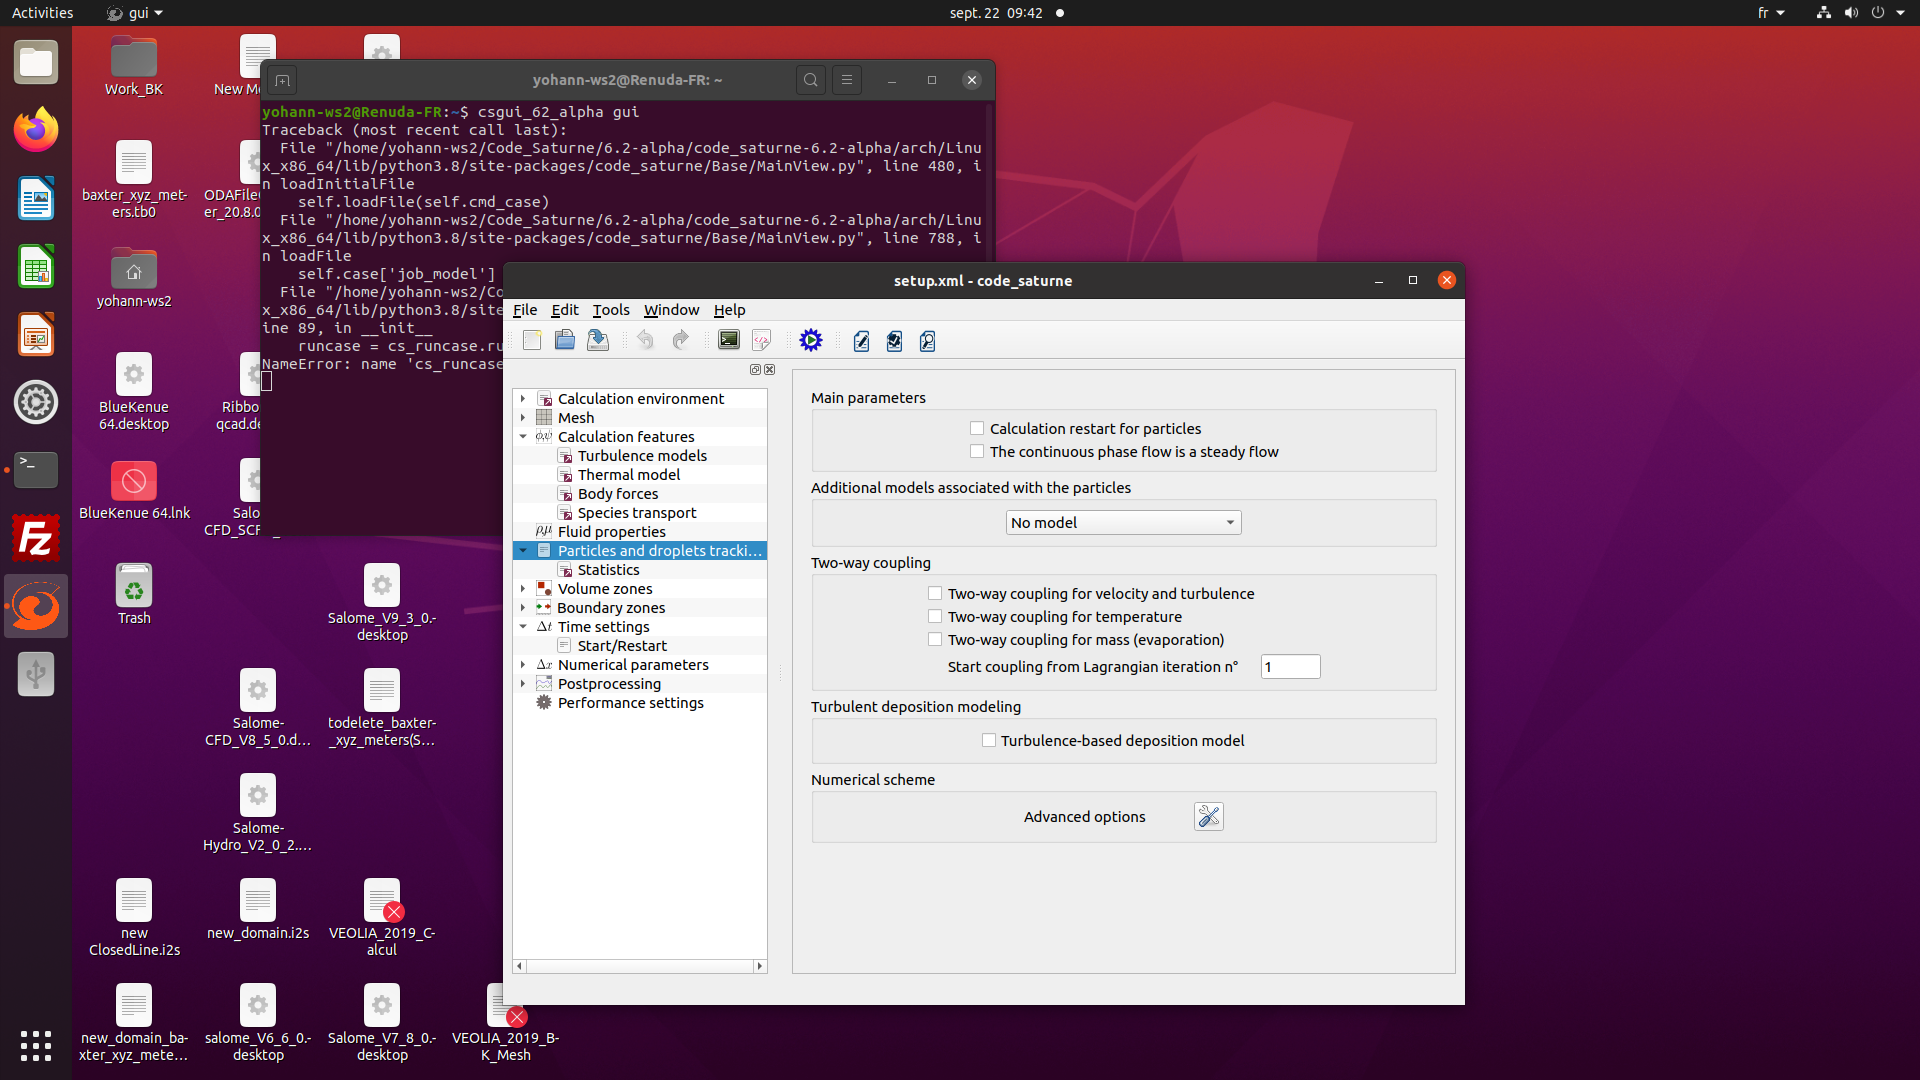 Activities
gui
sept. 22 09:42
fr
Work_BK
New Me
baxter_xyz_met-
ers.tb0
ODAFile
er_20.8.0
yohann-ws2
BlueKenue
64.desktop
Ribbo
qcad.de
BlueKenue 64.lnk
Salo
CFD_SCF
Trash
Salome_V9_3_0.-
desktop
Salome-
CFD_V8_5_0.d...
todelete_baxter-
_xyz_meters(S...
Salome-
Hydro_V2_0_2....
new
ClosedLine.i2s
new_domain.i2s
VEOLIA_2019_C-
alcul
new_domain_ba-
xter_xyz_mete...
salome_V6_6_0.-
desktop
Salome_V7_8_0.-
desktop
VEOLIA_2019_B-
K_Mesh
yohann-ws2@Renuda-FR: ~
yohann-ws2@Renuda-FR:~$ csgui_62_alpha gui
Traceback (most recent call last):
File "/home/yohann-ws2/Code_Saturne/6.2-alpha/code_saturne-6.2-alpha/arch/Linu
x_x86_64/lib/python3.8/site-packages/code_saturne/Base/MainView.py", line 480, i
n loadInitialFile
self.loadFile(self.cmd_case)
File "/home/yohann-ws2/Code_Saturne/6.2-alpha/code_saturne-6.2-alpha/arch/Linu
x_x86_64/lib/python3.8/site-packages/code_saturne/Base/MainView.py", line 788, i
n loadFile
self.case['job_model']
File "/home/yohann-ws2/Co
x_x86_64/lib/python3.8/site
ine 89, in __init__
runcase = cs_runcase.ru
NameError: name 'cs_runcase
setup.xml - code_saturne
File Edit Tools Window Help
Calculation environment
Mesh
Calculation features
Turbulence models
Thermal model
Body forces
Species transport
Fluid properties
Particles and droplets tracki...
Statistics
Volume zones
Boundary zones
Δt Time settings
Start/Restart
Δx Numerical parameters
Postprocessing
Performance settings
Main parameters
Calculation restart for particles
The continuous phase flow is a steady flow
Additional models associated with the particles
No model
Two-way coupling
Two-way coupling for velocity and turbulence
Two-way coupling for temperature
Two-way coupling for mass (evaporation)
Start coupling from Lagrangian iteration n° 1
Turbulent deposition modeling
Turbulence-based deposition model
Numerical scheme
Advanced options